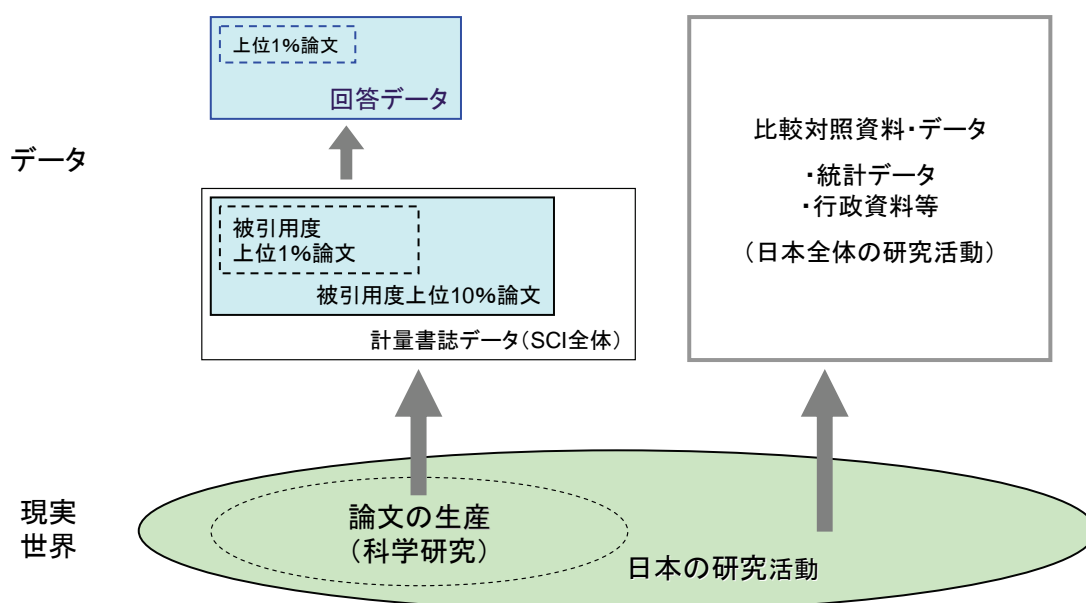 上位1%論文
回答データ
データ
被引用度
上位1%論文
被引用度上位10%論文
計量書誌データ(SCI全体)
比較対照資料・データ
・統計データ
・行政資料等
(日本全体の研究活動)
現実
世界
論文の生産
(科学研究)
日本の研究活動